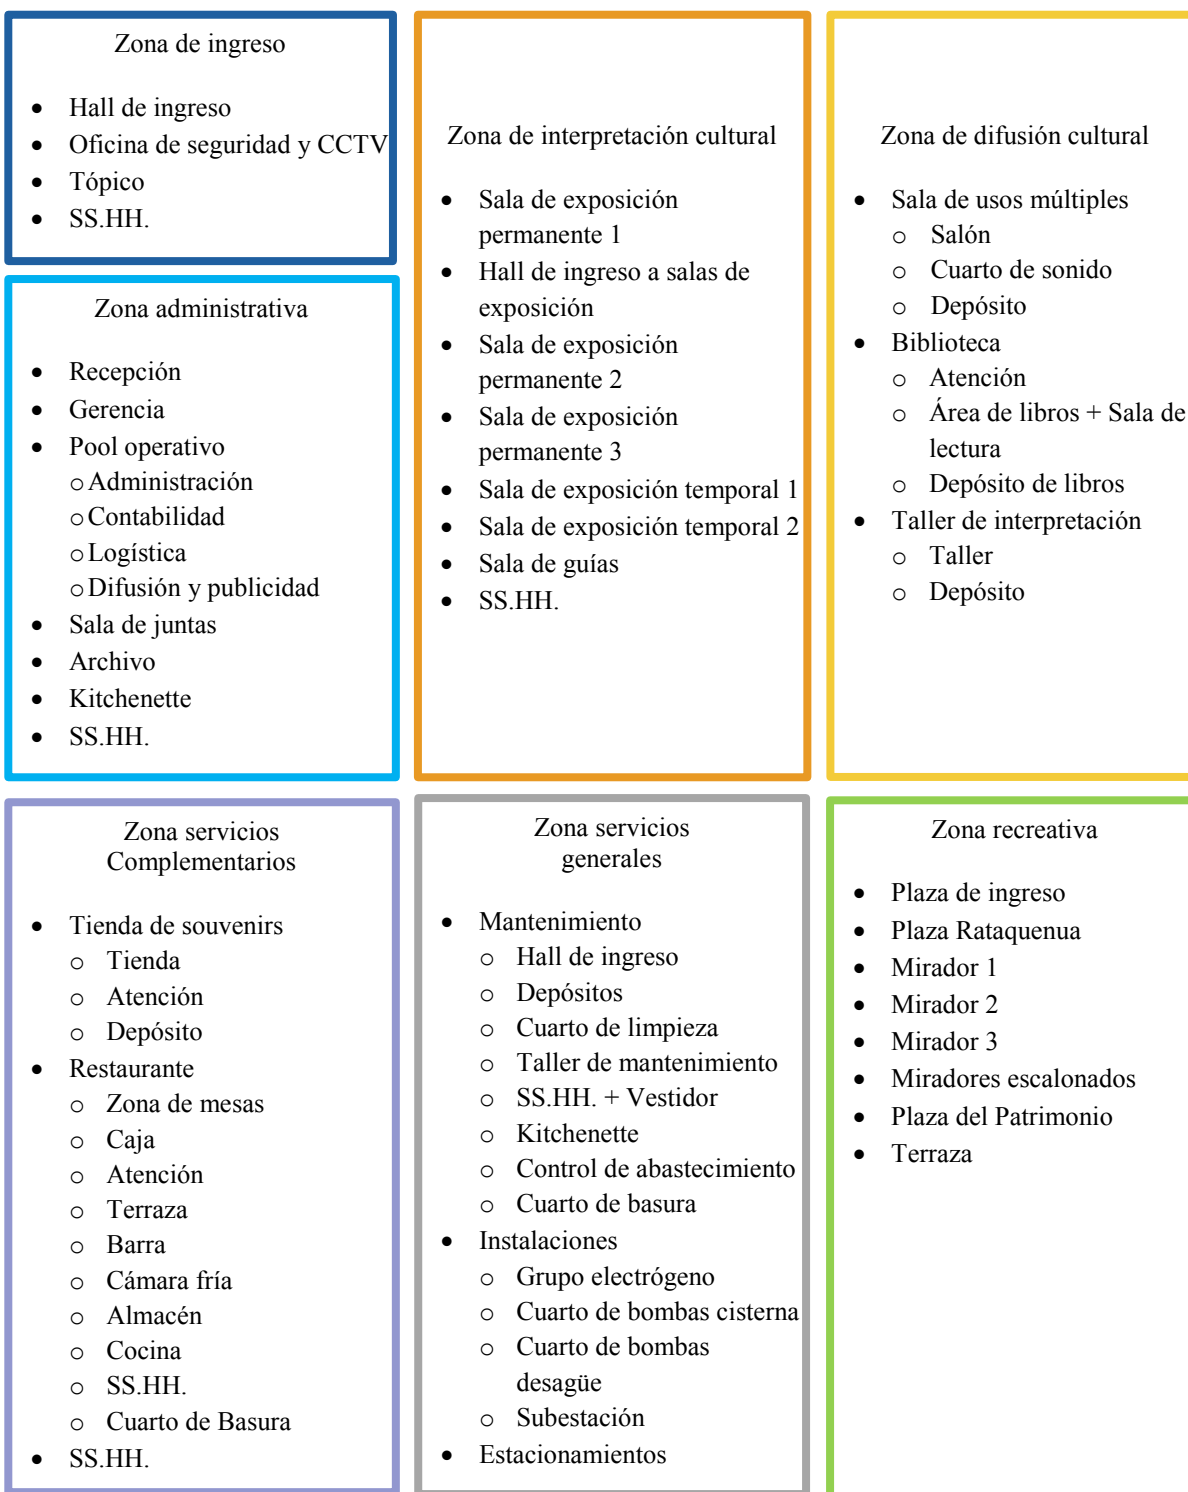 Zona de ingreso
• Hall de ingreso
• Oficina de seguridad y CCTV
• Tópico
• SS.HH.
Zona administrativa
• Recepción
• Gerencia
• Pool operativo
o Administración
o Contabilidad
o Logística
o Difusión y publicidad
• Sala de juntas
• Archivo
• Kitchenette
• SS.HH.
Zona de interpretación cultural
• Sala de exposición
permanente 1
• Hall de ingreso a salas de
exposición
• Sala de exposición
permanente 2
• Sala de exposición
permanente 3
• Sala de exposición temporal 1
• Sala de exposición temporal 2
• Sala de guías
• SS.HH.
Zona de difusión cultural
• Sala de usos múltiples
o Salón
o Cuarto de sonido
o Depósito
• Biblioteca
o Atención
o Área de libros + Sala de
lectura
o Depósito de libros
• Taller de interpretación
o Taller
o Depósito
Zona servicios
Complementarios
• Tienda de souvenirs
o Tienda
o Atención
o Depósito
• Restaurante
o Zona de mesas
o Caja
o Atención
o Terraza
o Barra
o Cámara fría
o Almacén
o Cocina
o SS.HH.
o Cuarto de Basura
• SS.HH.
Zona servicios
generales
• Mantenimiento
o Hall de ingreso
o Depósitos
o Cuarto de limpieza
o Taller de mantenimiento
o SS.HH. + Vestidor
o Kitchenette
o Control de abastecimiento
o Cuarto de basura
• Instalaciones
o Grupo electrógeno
o Cuarto de bombas cisterna
o Cuarto de bombas
desagüe
o Subestación
• Estacionamientos
Zona recreativa
• Plaza de ingreso
• Plaza Rataquenua
• Mirador 1
• Mirador 2
• Mirador 3
• Miradores escalonados
• Plaza del Patrimonio
• Terraza